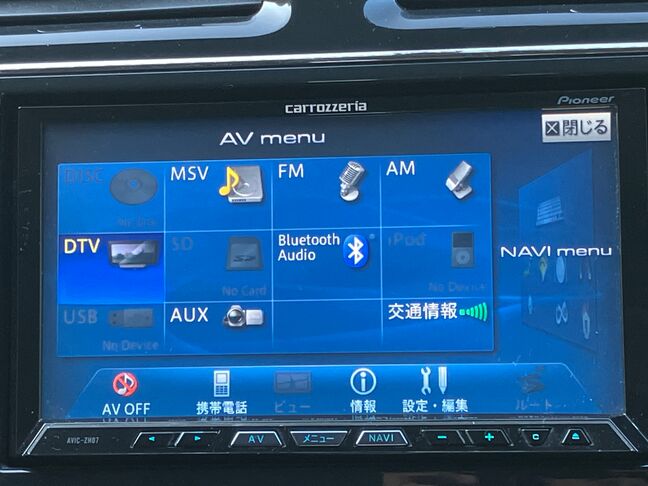 carrozzeria
Pioneer
AV menu
閉じる
DISC
MSV
FM
AM
No Disc
DTV
SD
Bluetooth
Audio
iPod
NAVI menu
No Card
No Device
USB
AUX
交通情報
No Device
AV OFF
携帯電話
ビュー
情報
設定・編集
ルート
AVIC-ZH07
AV
メニュー
NAVI
C